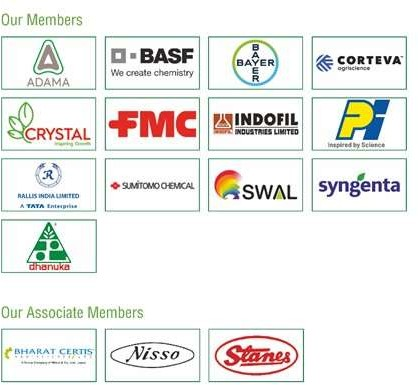 Our Members
ADAMA
BASF
We create chemistry
BAYER
BAYER
CORTEVA
agriscience
CRYSTAL
Inspiring Growth
FMC
INDOFIL
INDUSTRIES LIMITED
Pi
Inspired by Science
R
RALLIS INDIA LIMITED
A TATA Enterprise
SUMITOMO CHEMICAL
SWAL
syngenta
dhanuka
Our Associate Members
BHARAT CERTIS
Nisso
Stanes